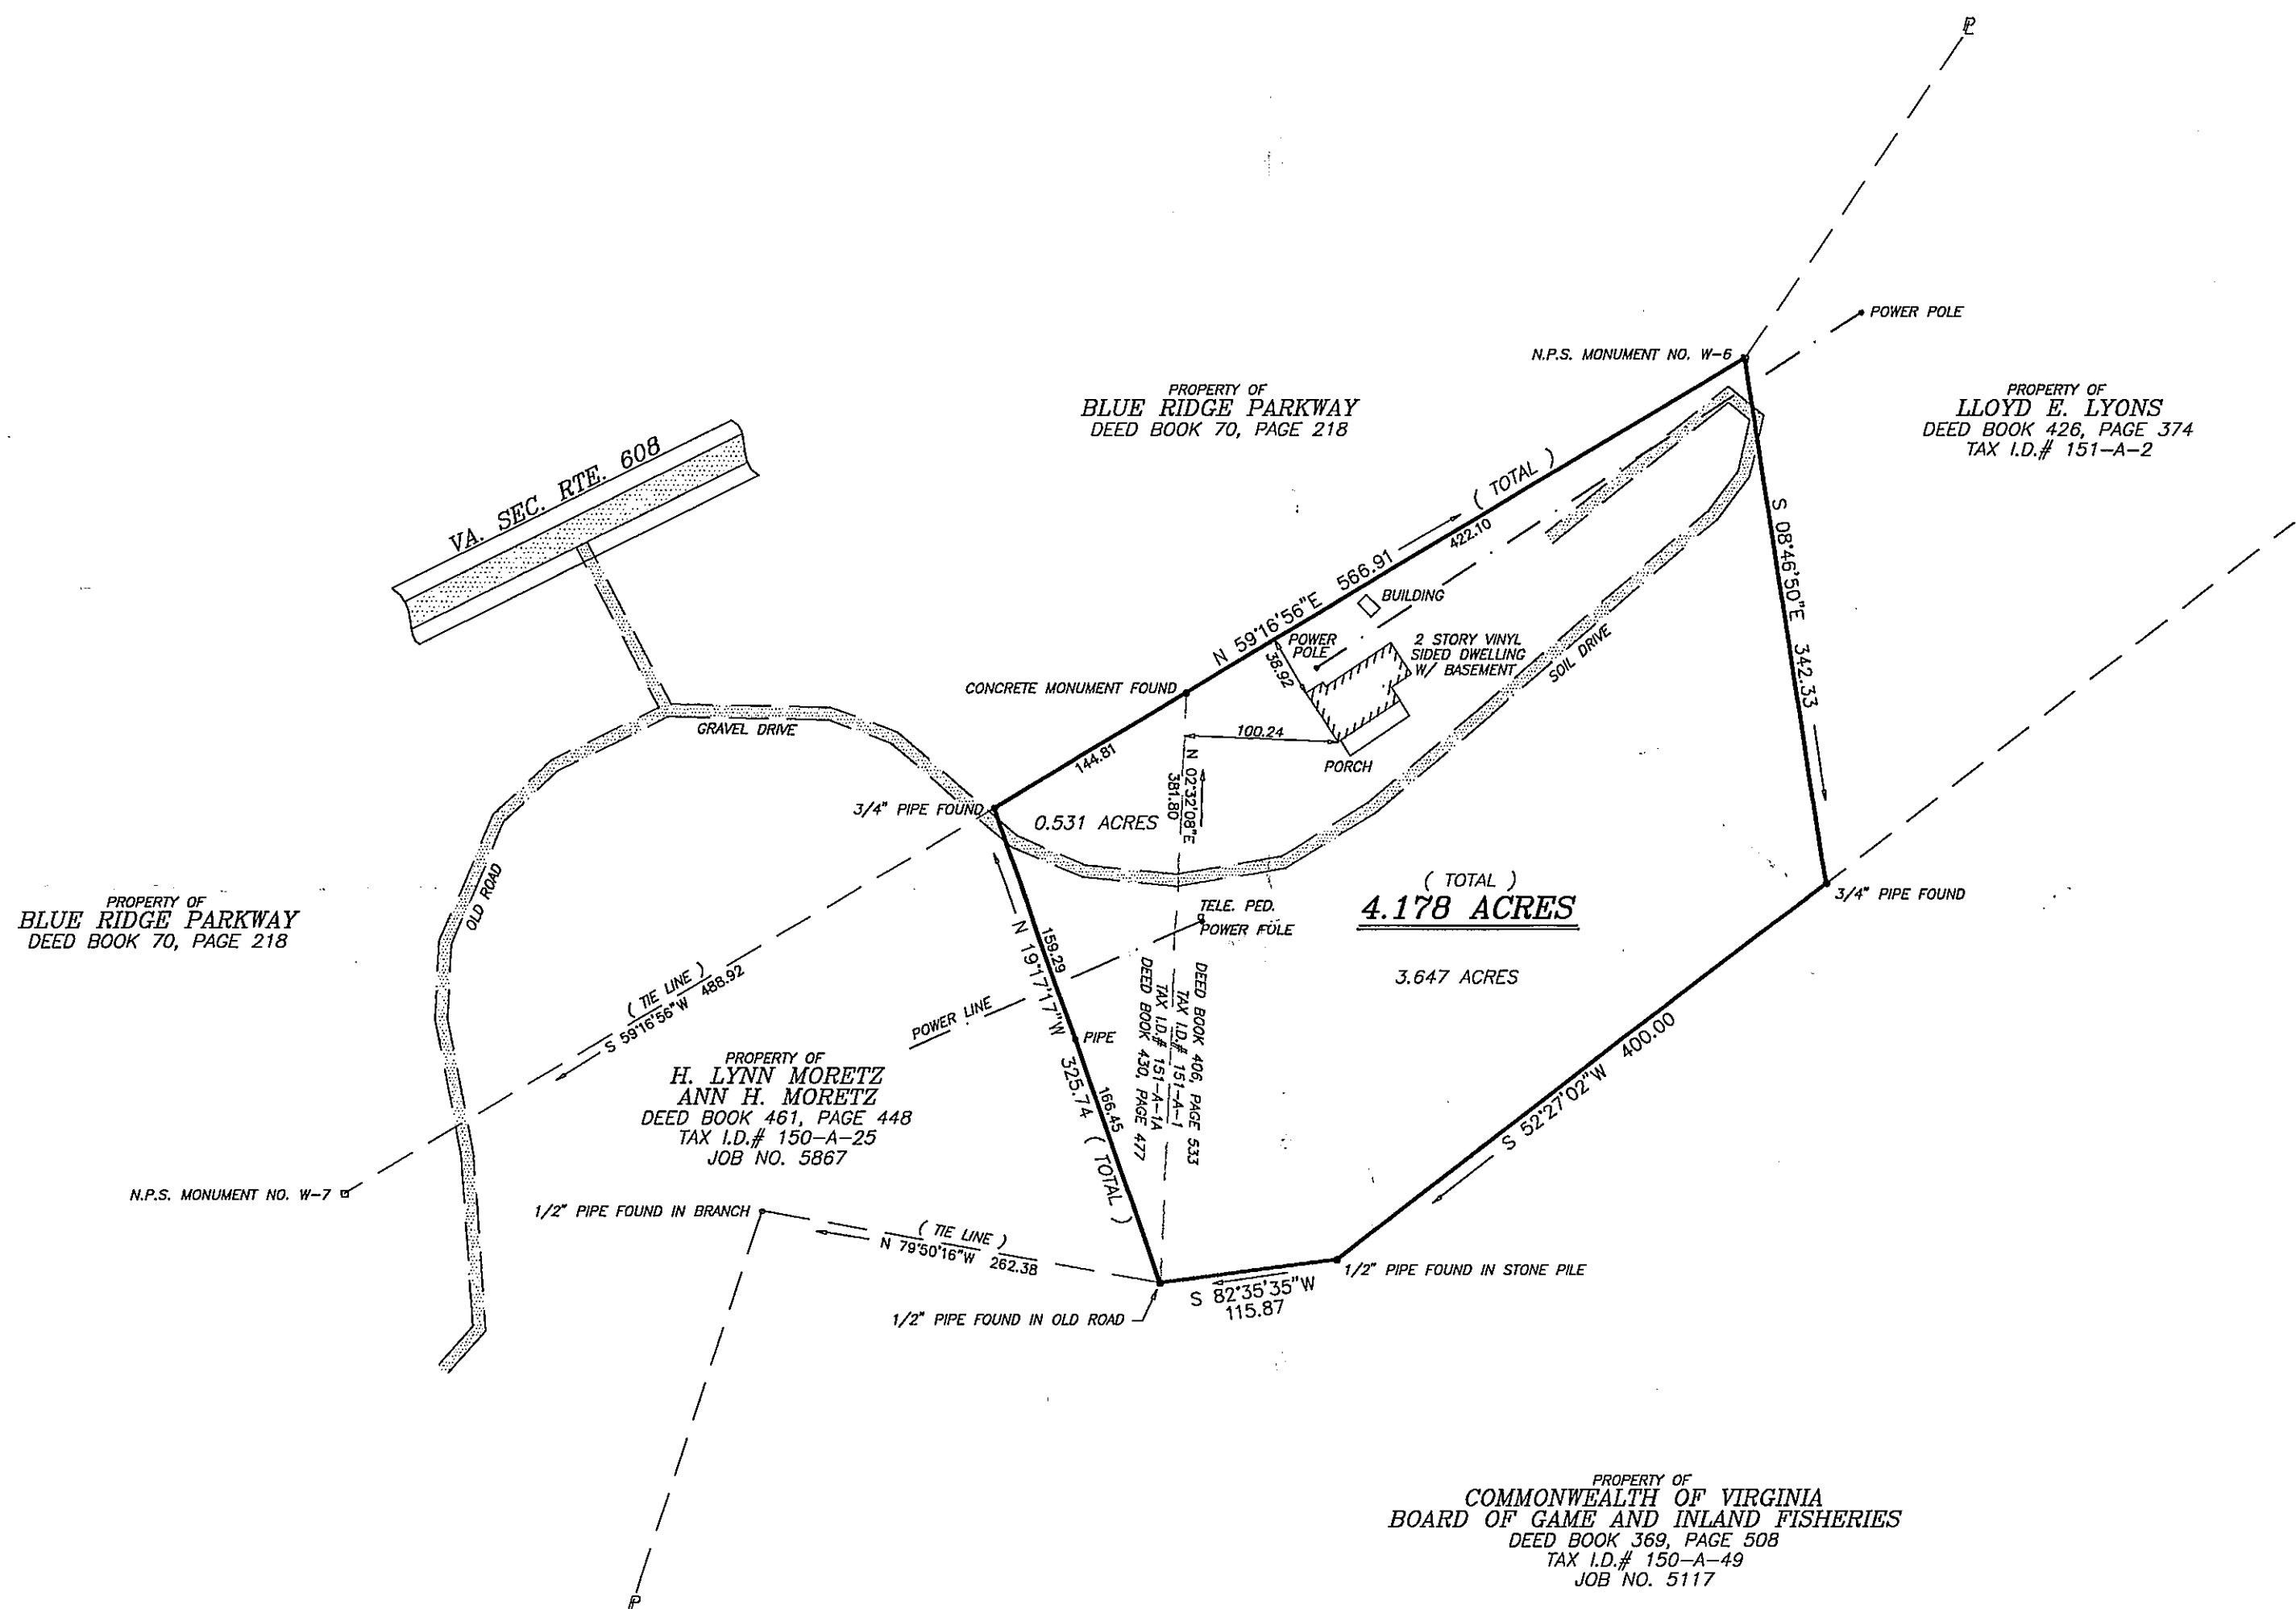 PL
POWER POLE
N.P.S. MONUMENT NO. W-6
PROPERTY OF
BLUE RIDGE PARKWAY
DEED BOOK 70, PAGE 218
PROPERTY OF
LLOYD E. LYONS
DEED BOOK 426, PAGE 374
TAX I.D.# 151-A-2
VA. SEC. RTE. 608
( TOTAL )
422.10
N 59°16'56"E 566.91
S 08°46'50"E 342.33
BUILDING
POWER
POLE
2 STORY VINYL
SIDED DWELLING
W/ BASEMENT
38.92
SOIL DRIVE
CONCRETE MONUMENT FOUND
GRAVEL DRIVE
100.24
144.81
PORCH
N 02°32'08"E
381.80
3/4" PIPE FOUND
0.531 ACRES
OLD ROAD
PROPERTY OF
BLUE RIDGE PARKWAY
DEED BOOK 70, PAGE 218
( TOTAL )
4.178 ACRES
3/4" PIPE FOUND
TELE. PED.
POWER POLE
3.647 ACRES
159.29
N 19°17'17"W 325.74 ( TOTAL )
166.45
PIPE
DEED BOOK 406, PAGE 533
TAX I.D.# 151-A-1
TAX I.D.# 151-A-1A
DEED BOOK 430, PAGE 477
( TIE LINE )
S 59°16'56"W 488.92
POWER LINE
PROPERTY OF
H. LYNN MORETZ
ANN H. MORETZ
DEED BOOK 461, PAGE 448
TAX I.D.# 150-A-25
JOB NO. 5867
S 52°27'02"W 400.00
N.P.S. MONUMENT NO. W-7
1/2" PIPE FOUND IN BRANCH
( TIE LINE )
N 79°50'16"W 262.38
1/2" PIPE FOUND IN STONE PILE
S 82°35'35"W
115.87
1/2" PIPE FOUND IN OLD ROAD
PROPERTY OF
COMMONWEALTH OF VIRGINIA
BOARD OF GAME AND INLAND FISHERIES
DEED BOOK 369, PAGE 508
TAX I.D.# 150-A-49
JOB NO. 5117
PL